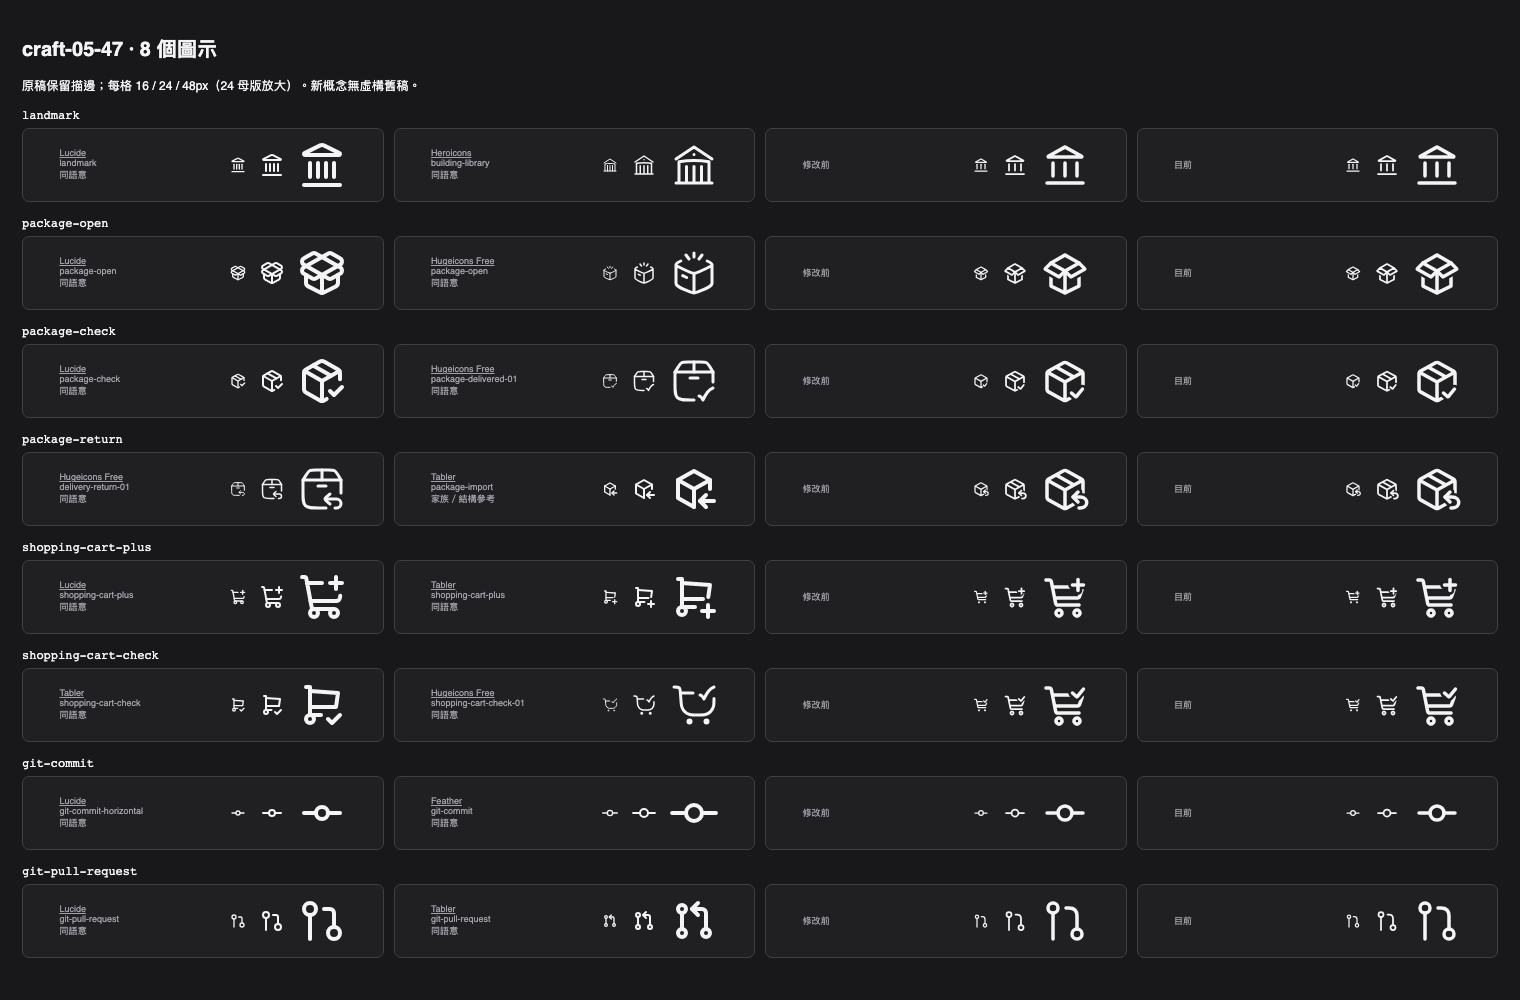 craft-05-47 · 8 個圖示
原稿保留描邊；每格 16 / 24 / 48px（24 母版放大）。新概念無虛構舊稿。
landmark
Lucide
landmark
同語意
Heroicons
building-library
同語意
修改前
目前
package-open
Lucide
package-open
同語意
Hugeicons Free
package-open
同語意
修改前
目前
package-check
Lucide
package-check
同語意
Hugeicons Free
package-delivered-01
同語意
修改前
目前
package-return
Hugeicons Free
delivery-return-01
同語意
Tabler
package-import
家族 / 結構參考
修改前
目前
shopping-cart-plus
Lucide
shopping-cart-plus
同語意
Tabler
shopping-cart-plus
同語意
修改前
目前
shopping-cart-check
Tabler
shopping-cart-check
同語意
Hugeicons Free
shopping-cart-check-01
同語意
修改前
目前
git-commit
Lucide
git-commit-horizontal
同語意
Feather
git-commit
同語意
修改前
目前
git-pull-request
Lucide
git-pull-request
同語意
Tabler
git-pull-request
同語意
修改前
目前